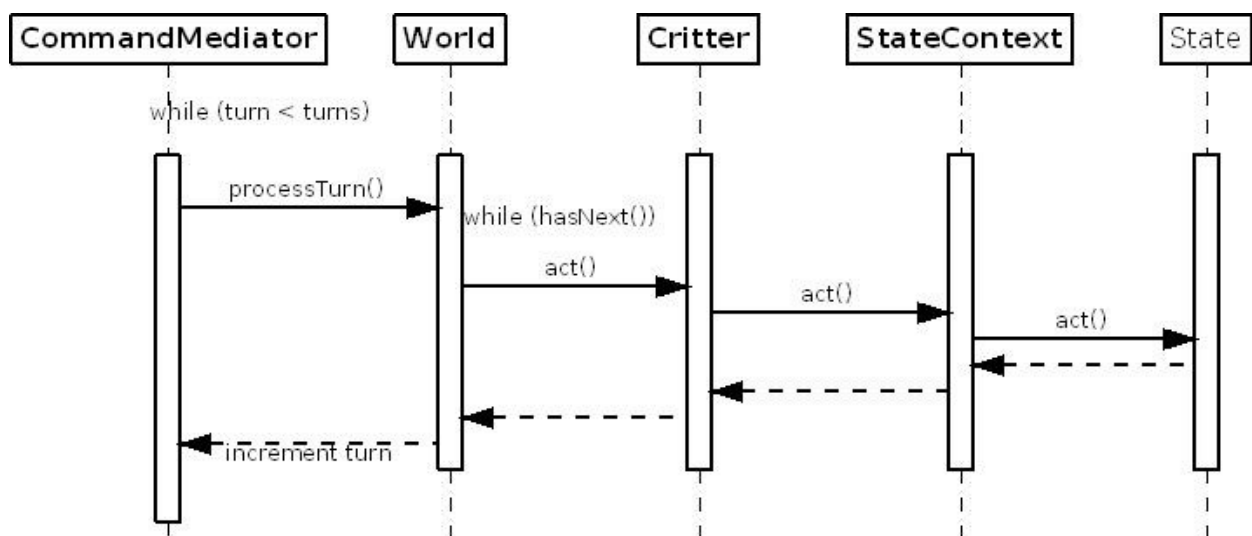 CommandMediator
World
Critter
StateContext
State
while (turn < turns)
processTurn()
while (hasNext())
act()
act()
act()
increment turn